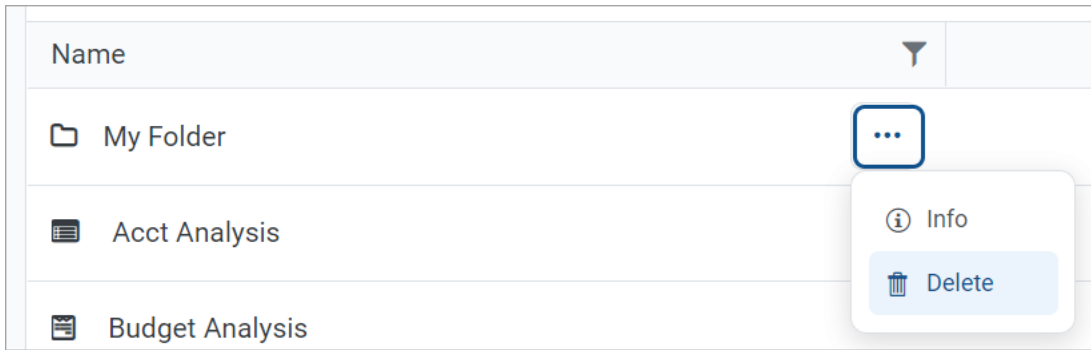 Name
My Folder
Acct Analysis
Info
Delete
Budget Analysis